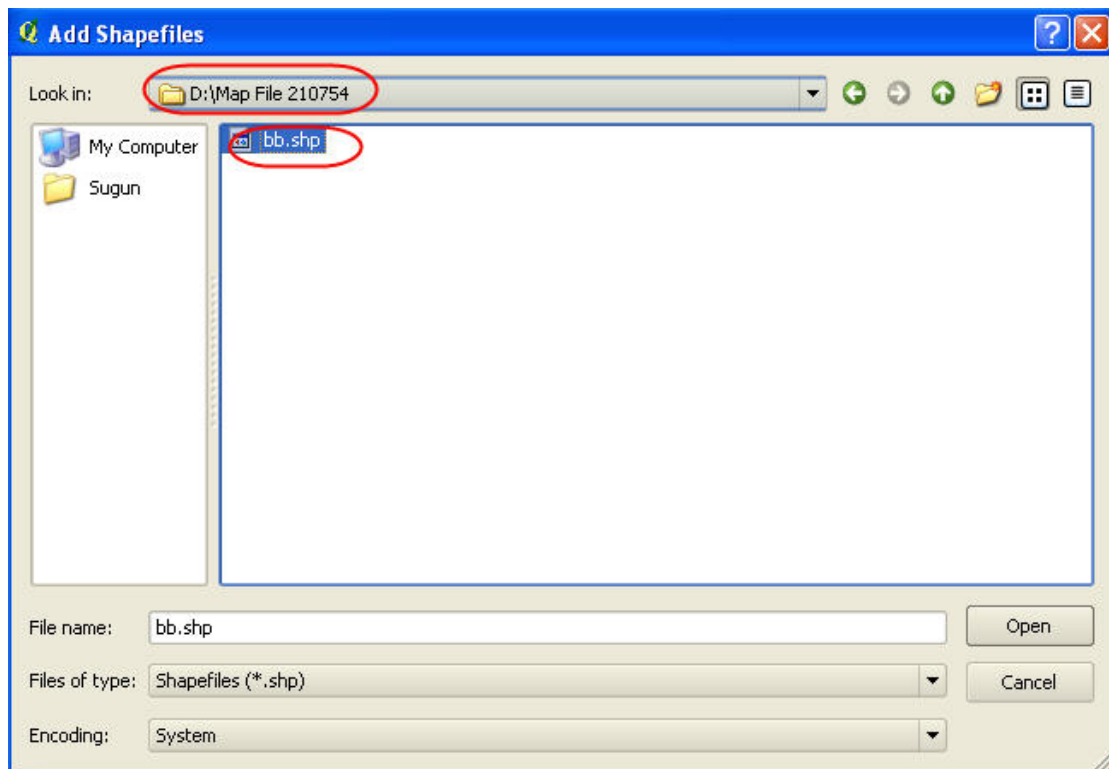 Add Shapefiles
Look in:
D:\Map File 210754
My Computer
Sugun
bb.shp
File name:
bb.shp
Open
Files of type:
Shapefiles (*.shp)
Cancel
Encoding:
System